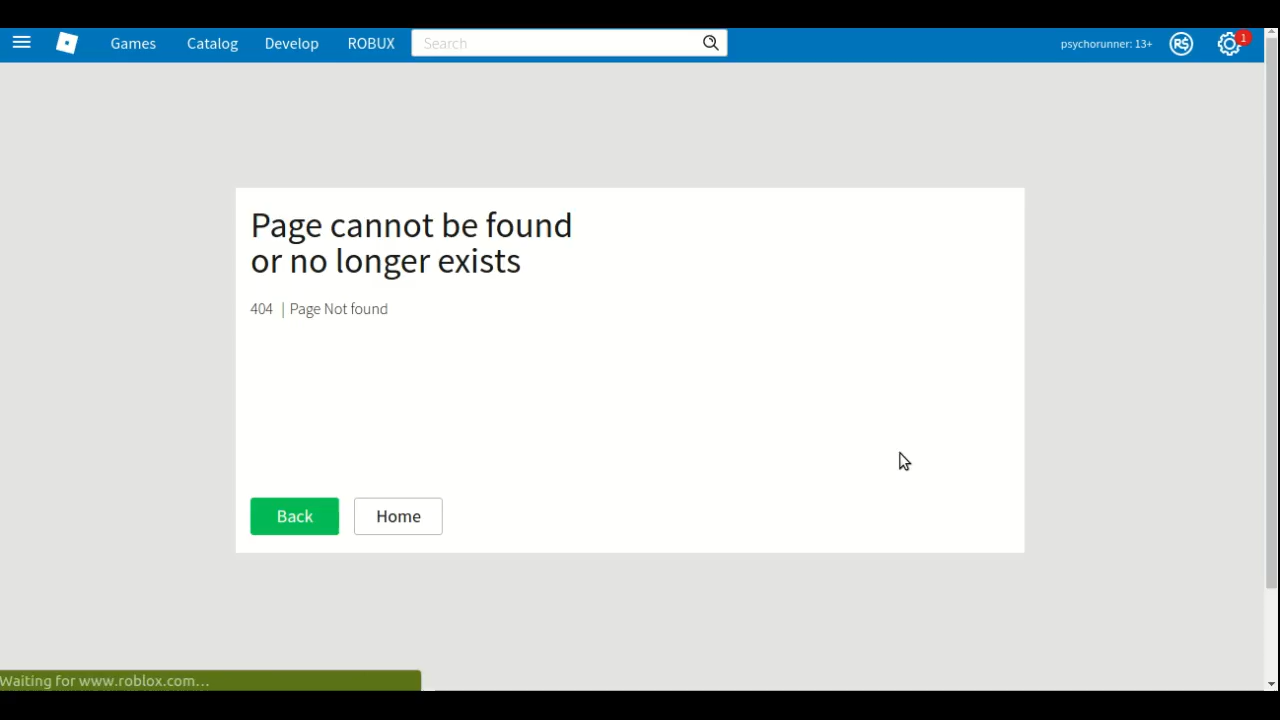 Games Catalog Develop ROBUX Search psychorunner: 13+ R$ 1
Page cannot be found
or no longer exists
404 | Page Not found
Back Home
Waiting for www.roblox.com...